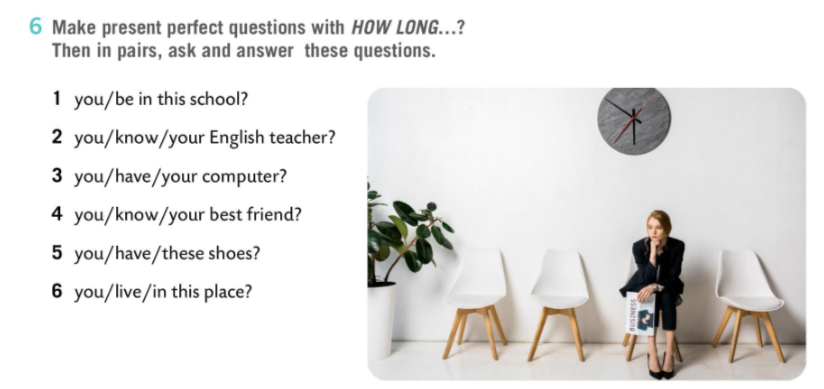 6 Make present perfect questions with HOW LONG...?
Then in pairs, ask and answer these questions.
1 you/be in this school?
2 you/know/your English teacher?
3 you/have/your computer?
4 you/know/your best friend?
5 you/have/these shoes?
6 you/live/in this place?
BUSINESS